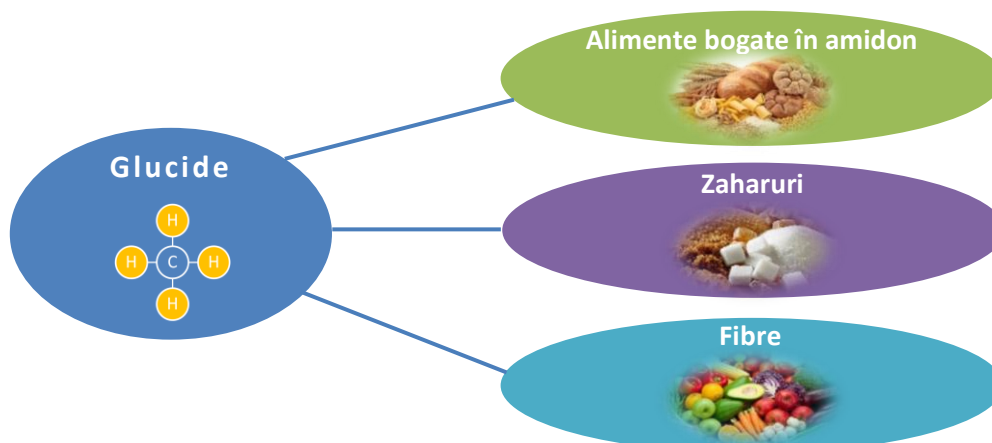 Alimente bogate în amidon
Glucide
Zaharuri
H
H C H
H
Fibre